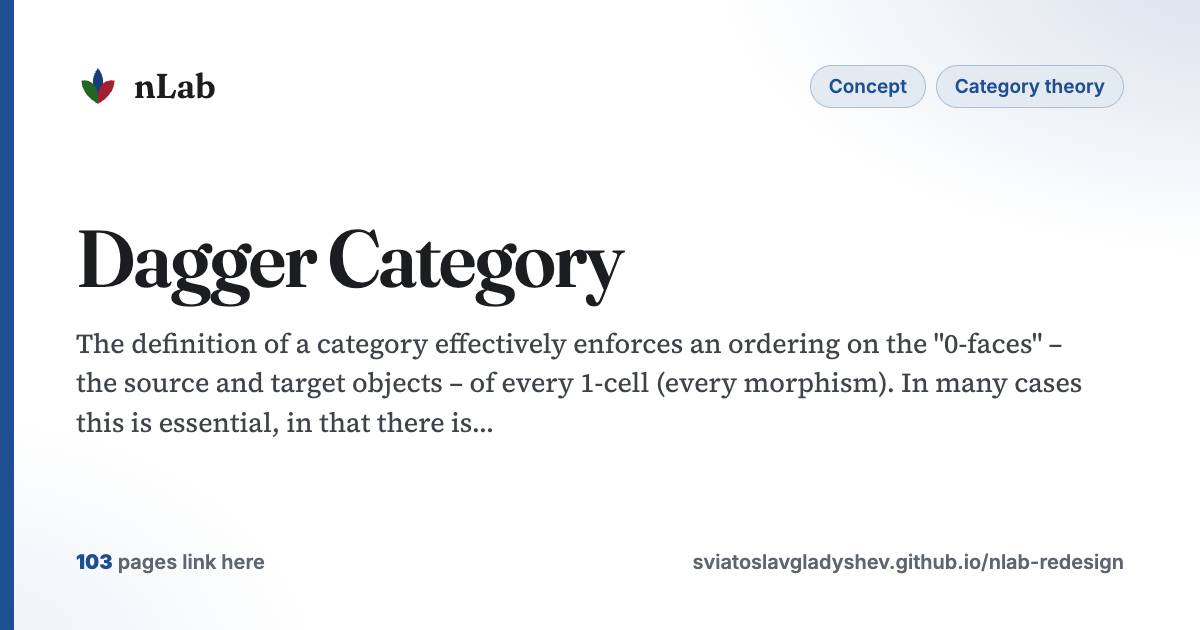 nLab
Concept
Category theory
Dagger Category
The definition of a category effectively enforces an ordering on the "0-faces" –
the source and target objects – of every 1-cell (every morphism). In many cases
this is essential, in that there is...
103 pages link here
sviatoslavgladyshev.github.io/nlab-redesign